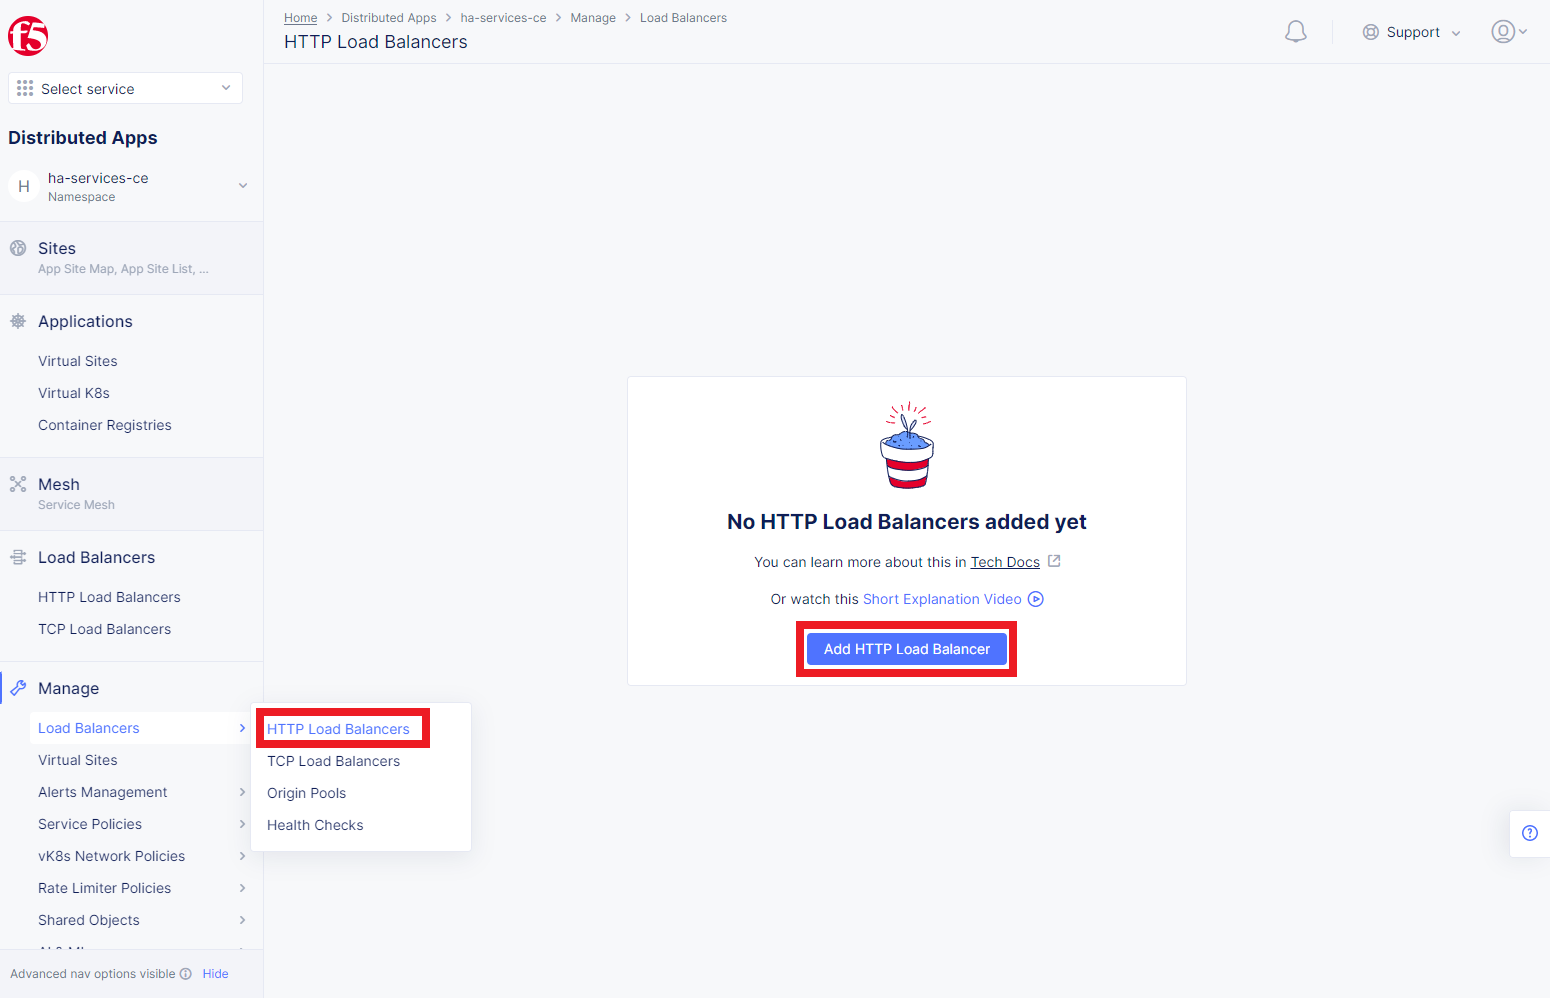 f5
Select service
Distributed Apps
H
ha-services-ce
Namespace
Sites
App Site Map, App Site List, ...
Applications
Virtual Sites
Virtual K8s
Container Registries
Mesh
Service Mesh
Load Balancers
HTTP Load Balancers
TCP Load Balancers
Manage
Load Balancers
Virtual Sites
Alerts Management
Service Policies
vK8s Network Policies
Rate Limiter Policies
Shared Objects
Advanced nav options visible Hide
HTTP Load Balancers
TCP Load Balancers
Origin Pools
Health Checks
Home > Distributed Apps > ha-services-ce > Manage > Load Balancers
HTTP Load Balancers
Support
No HTTP Load Balancers added yet
You can learn more about this in Tech Docs
Or watch this Short Explanation Video
Add HTTP Load Balancer